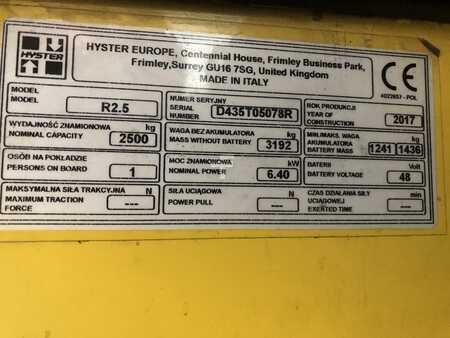 HYSTER
HYSTER EUROPE, Centennial House, Frimley Business Park,
Frimley,Surrey GU16 7SG, United Kingdom
MADE IN ITALY
CE
4022857 - POL
MODEL
MODEL
R2.5
NUMER SERYJNY
SERIAL NUMBER
D435T05078R
ROK PRODUKCJI
YEAR OF
CONSTRUCTION
2017
WYDAJNOŚĆ ZNAMIONOWA kg
NOMINAL CAPACITY 2500
WAGA BEZ AKUMULATORA kg
MASS WITHOUT BATTERY 3192
MIN./MAKS. WAGA kg
AKUMULATORA
BATTERY MASS 1241 1436
OSÓB NA POKŁADZIE
PERSONS ON BOARD 1
MOC ZNAMIONOWA kW
NOMINAL POWER 6.40
BATERII Volt
BATTERY VOLTAGE 48
MAKSYMALNA SIŁA TRAKCYJNA N
MAXIMUM TRACTION
FORCE ---
SIŁA UCIĄGOWA N
POWER PULL ---
CZAS DZIAŁANIA SIŁY min
UCIĄGOWEJ
EXERTED TIME ---